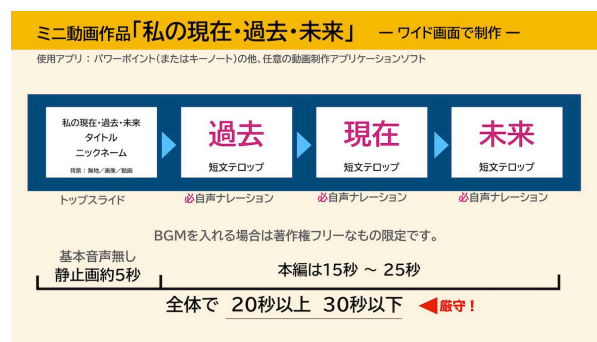 ミニ動画作品「私の現在・過去・未来」 ー ワイド画面で制作 ー
使用アプリ：パワーポイント(またはキーノート)の他、任意の動画制作アプリケーションソフト
私の現在・過去・未来
タイトル
ニックネーム
背景：無地／画像／動画
過去
短文テロップ
現在
短文テロップ
未来
短文テロップ
トップスライド
必自声ナレーション
必自声ナレーション
必自声ナレーション
BGMを入れる場合は著作権フリーなもの限定です。
基本音声無し
静止画約5秒
本編は15秒 ～ 25秒
全体で 20秒以上 30秒以下
厳守！